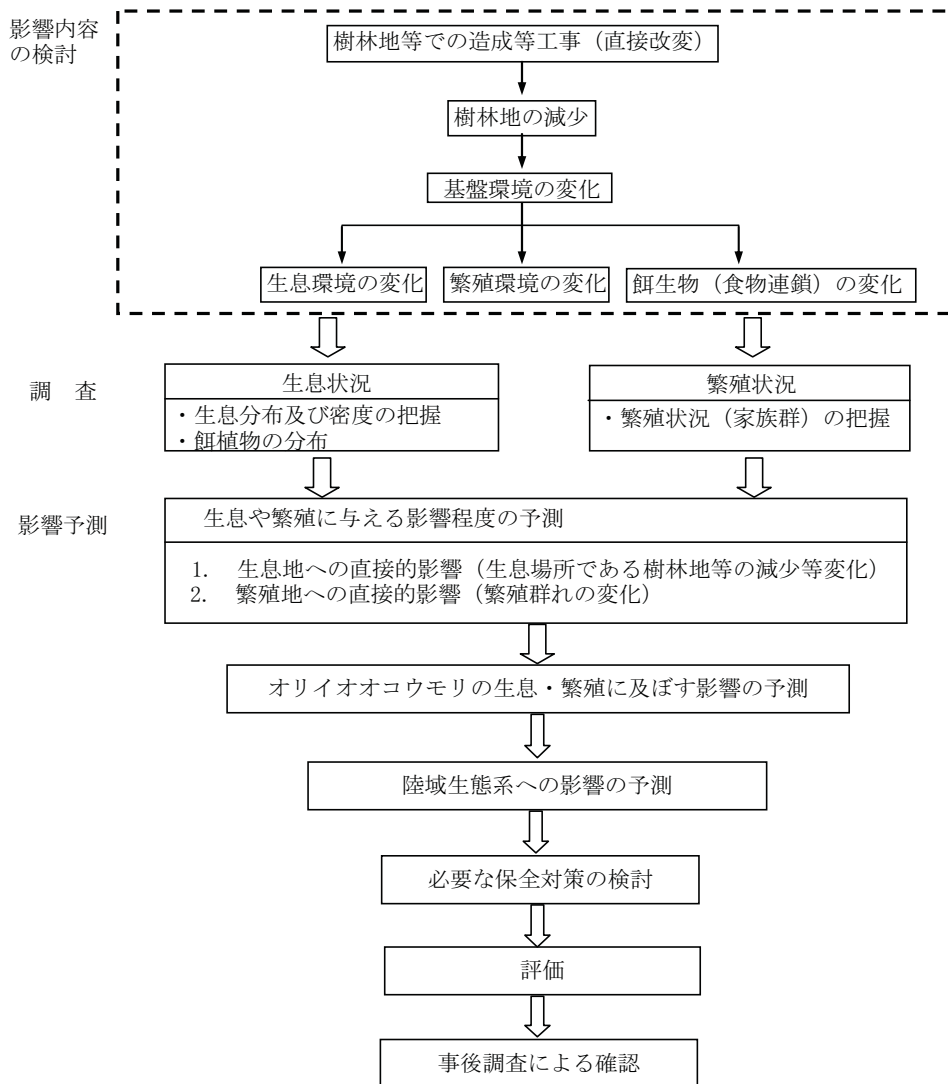 影響内容
の検討
樹林地等での造成等工事（直接改変）
樹林地の減少
基盤環境の変化
生息環境の変化
繁殖環境の変化
餌生物（食物連鎖）の変化
調　査
生息状況
・生息分布及び密度の把握
・餌植物の分布
繁殖状況
・繁殖状況（家族群）の把握
影響予測
生息や繁殖に与える影響程度の予測
1.　生息地への直接的影響（生息場所である樹林地等の減少等変化）
2.　繁殖地への直接的影響（繁殖群れの変化）
オリイオオコウモリの生息・繁殖に及ぼす影響の予測
陸域生態系への影響の予測
必要な保全対策の検討
評価
事後調査による確認